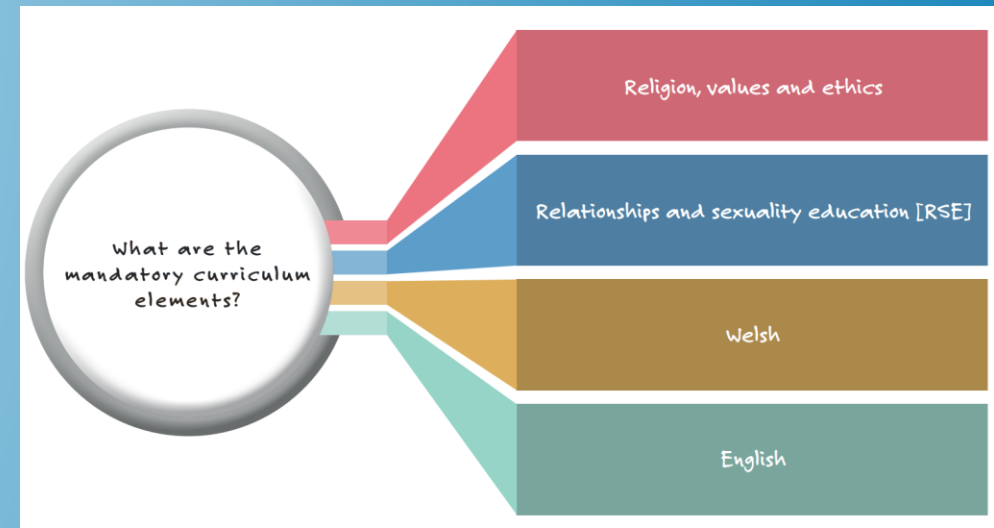 What are the
mandatory curriculum
elements?
Religion, values and ethics
Relationships and sexuality education [RSE]
Welsh
English